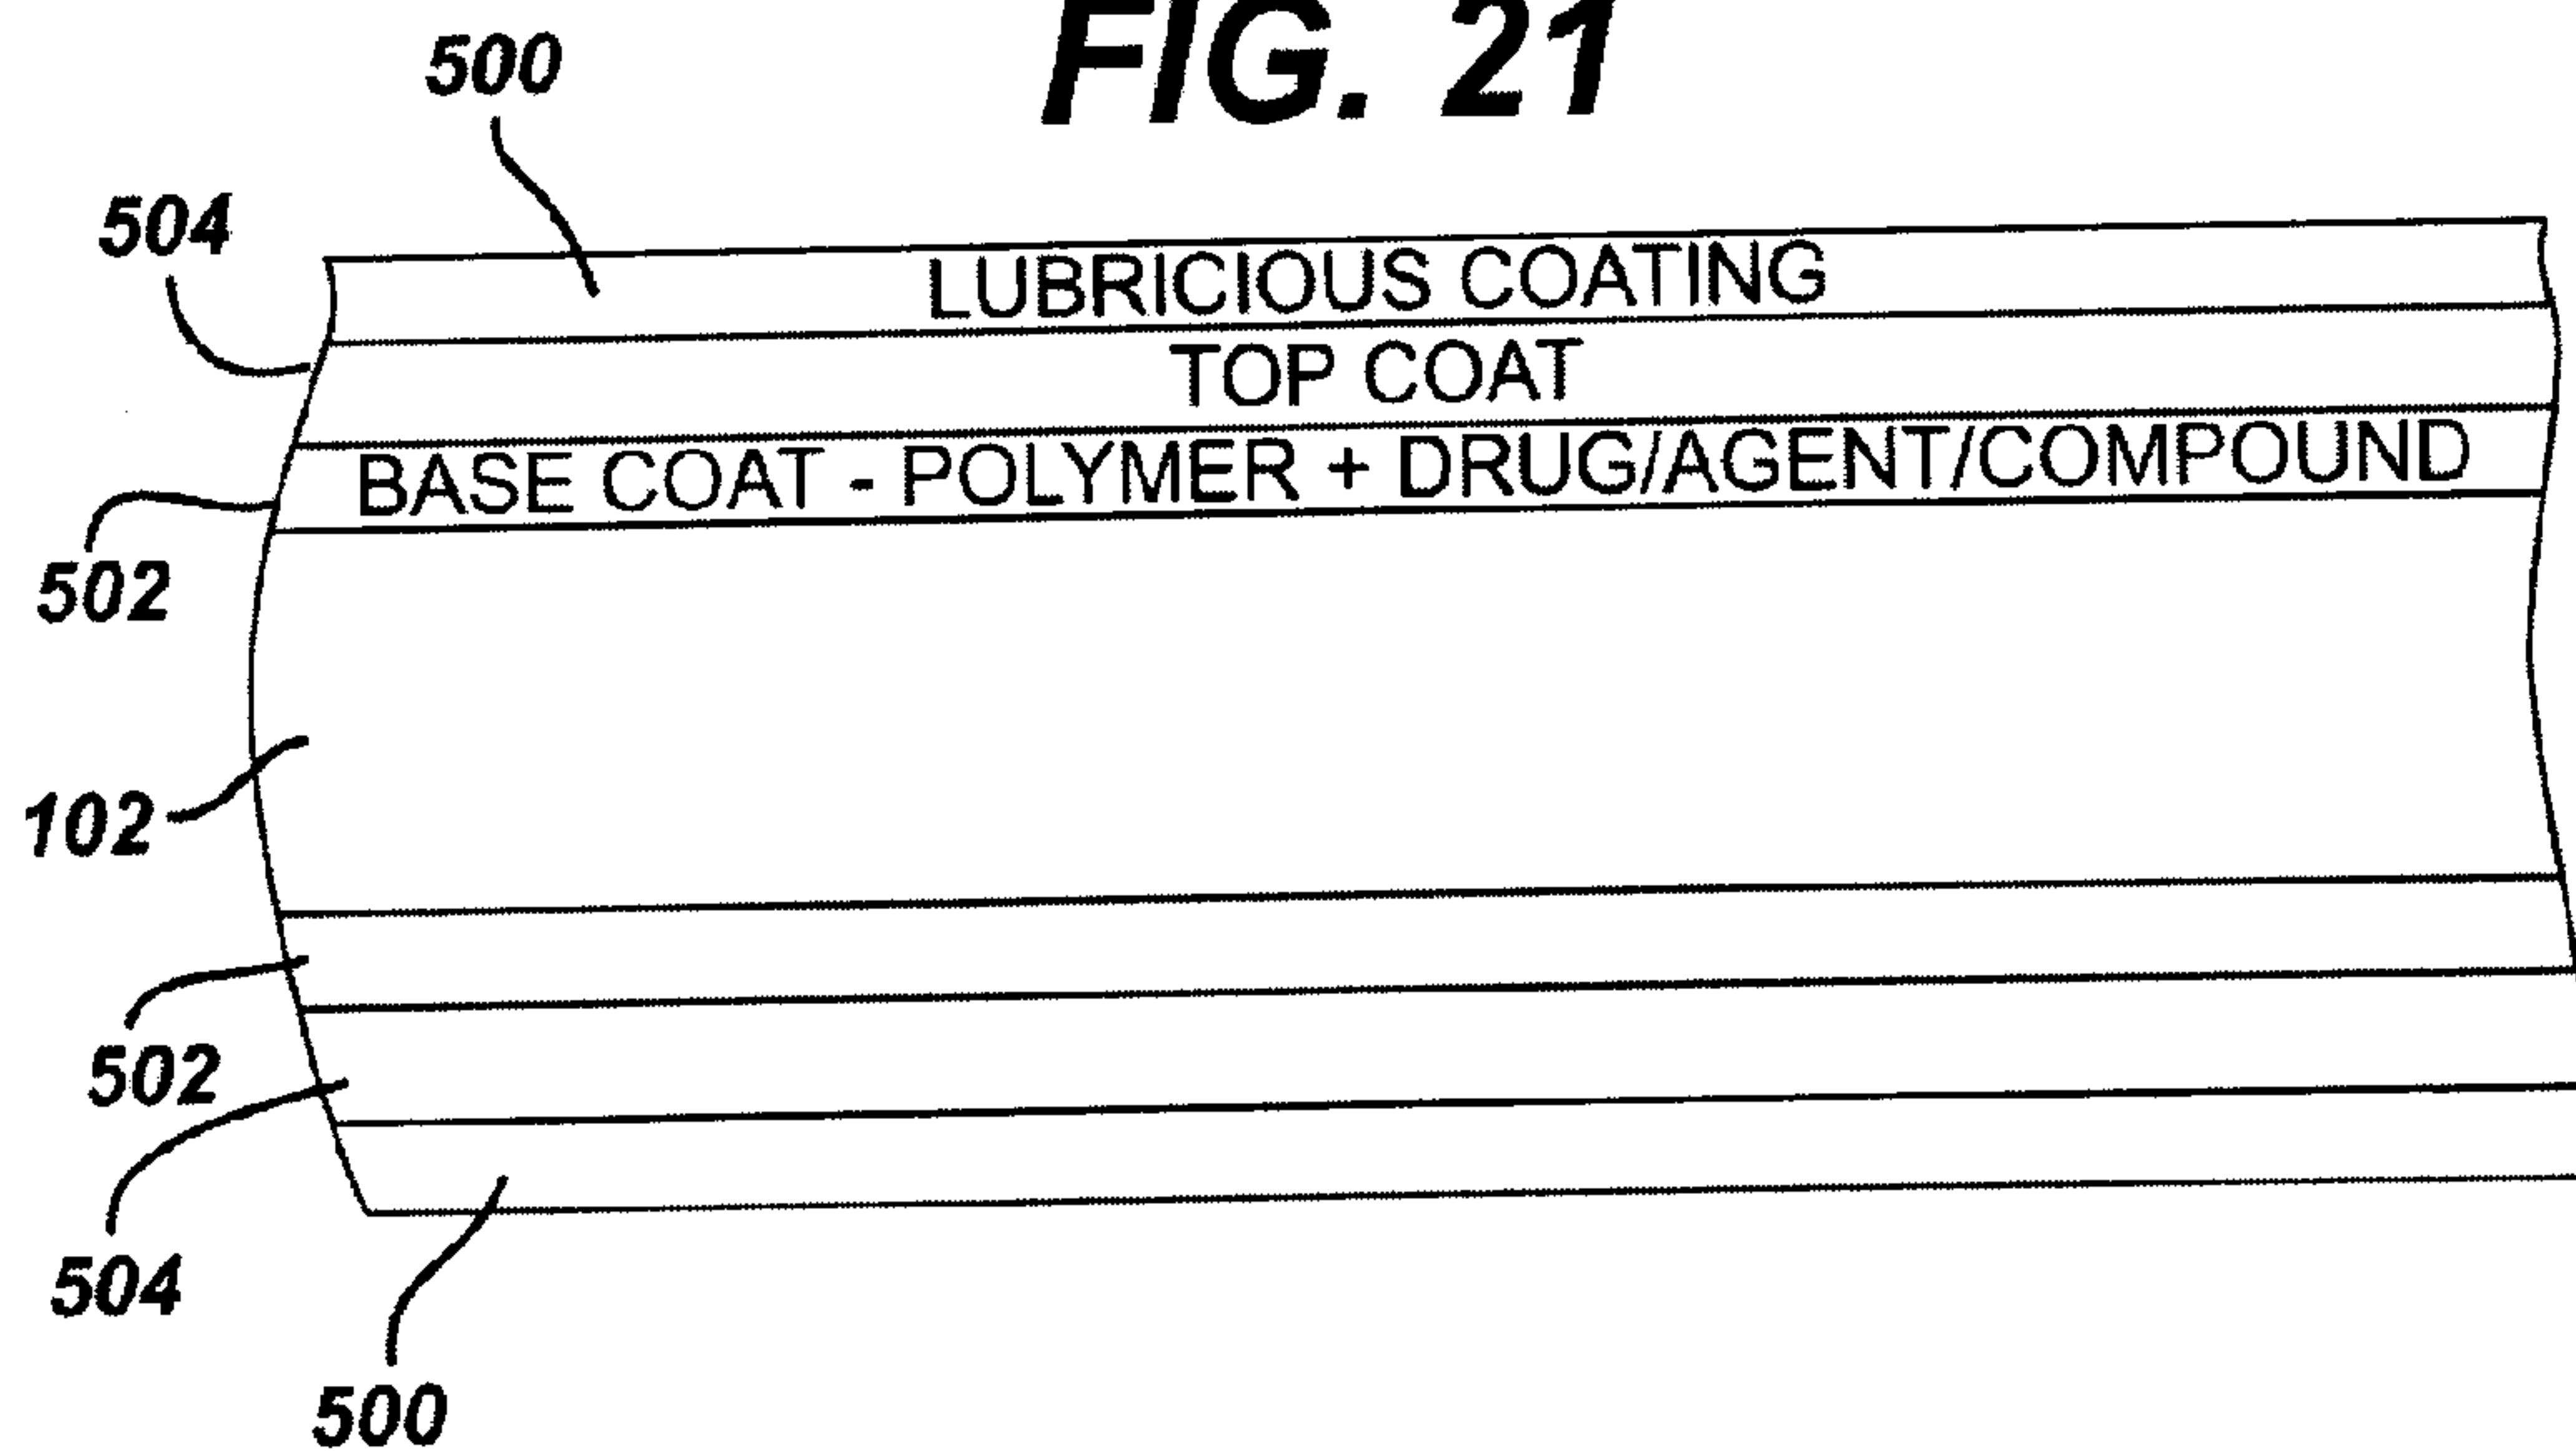 FIG. 21
500
504
LUBRICIOUS COATING
TOP COAT
BASE COAT - POLYMER + DRUG/AGENT/COMPOUND
502
102
502
504
500